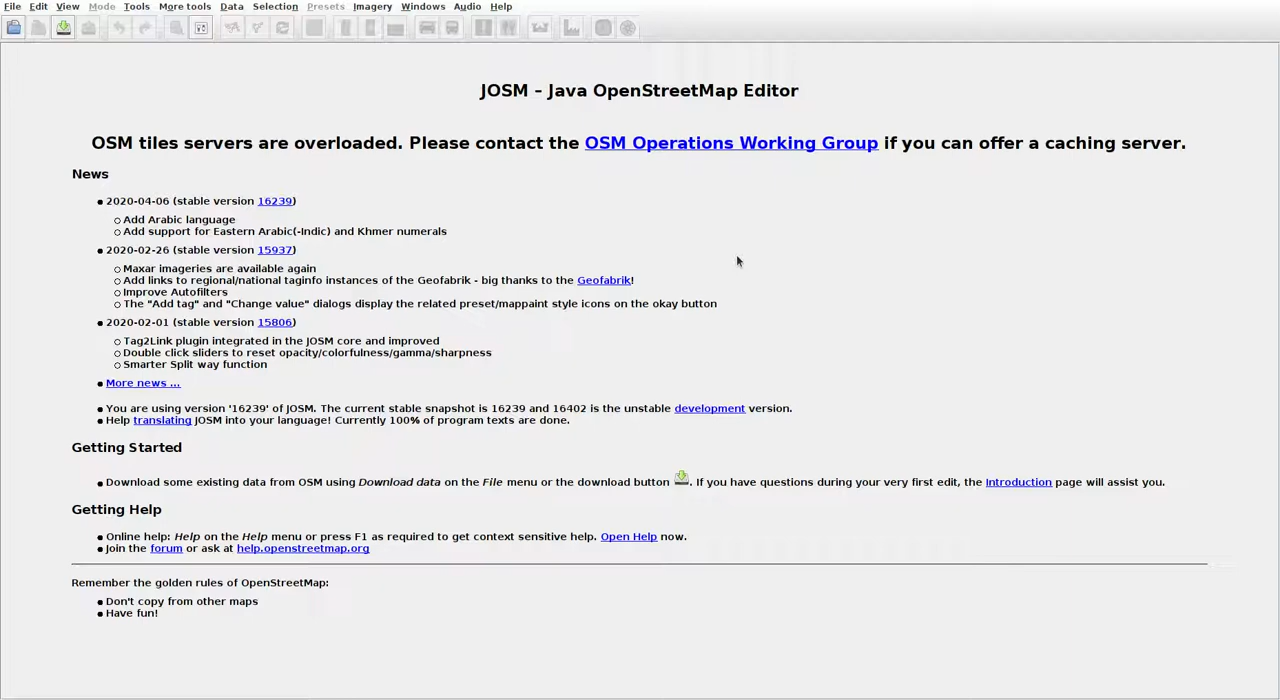 File Edit View Mode Tools More tools Data Selection Presets Imagery Windows Audio Help
JOSM – Java OpenStreetMap Editor
OSM tiles servers are overloaded. Please contact the OSM Operations Working Group if you can offer a caching server.
News
2020-04-06 (stable version 16239)
Add Arabic language
Add support for Eastern Arabic(-Indic) and Khmer numerals
2020-02-26 (stable version 15937)
Maxar imageries are available again
Add links to regional/national taginfo instances of the Geofabrik - big thanks to the Geofabrik!
Improve Autofilters
The "Add tag" and "Change value" dialogs display the related preset/mappaint style icons on the okay button
2020-02-01 (stable version 15806)
Tag2Link plugin integrated in the JOSM core and improved
Double click sliders to reset opacity/colorfulness/gamma/sharpness
Smarter Split way function
More news ...
You are using version '16239' of JOSM. The current stable snapshot is 16239 and 16402 is the unstable development version.
Help translating JOSM into your language! Currently 100% of program texts are done.
Getting Started
Download some existing data from OSM using Download data on the File menu or the download button . If you have questions during your very first edit, the Introduction page will assist you.
Getting Help
Online help: Help on the Help menu or press F1 as required to get context sensitive help. Open Help now.
Join the forum or ask at help.openstreetmap.org
Remember the golden rules of OpenStreetMap:
Don't copy from other maps
Have fun!